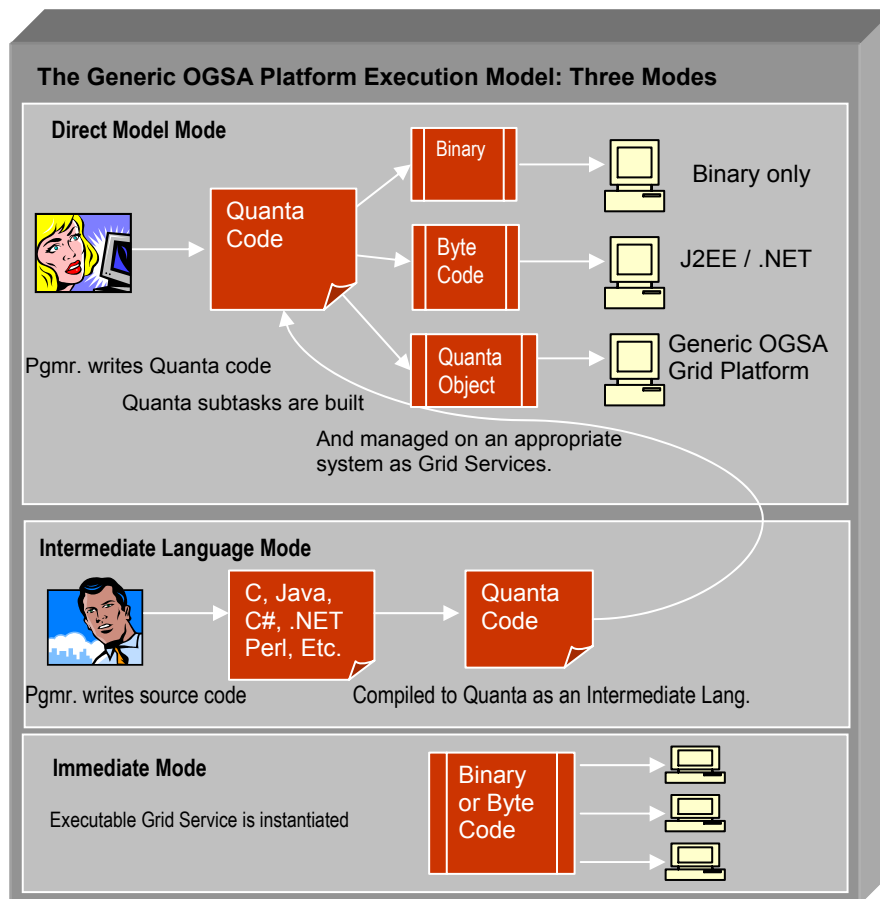 The Generic OGSA Platform Execution Model: Three Modes
Direct Model Mode
Quanta
Code
Binary
Binary only
Byte
Code
J2EE / .NET
Quanta
Object
Generic OGSA
Grid Platform
Pgmr. writes Quanta code
Quanta subtasks are built
And managed on an appropriate
system as Grid Services.
Intermediate Language Mode
C, Java,
C#, .NET
Perl, Etc.
Quanta
Code
Pgmr. writes source code
Compiled to Quanta as an Intermediate Lang.
Immediate Mode
Executable Grid Service is instantiated
Binary
or Byte
Code